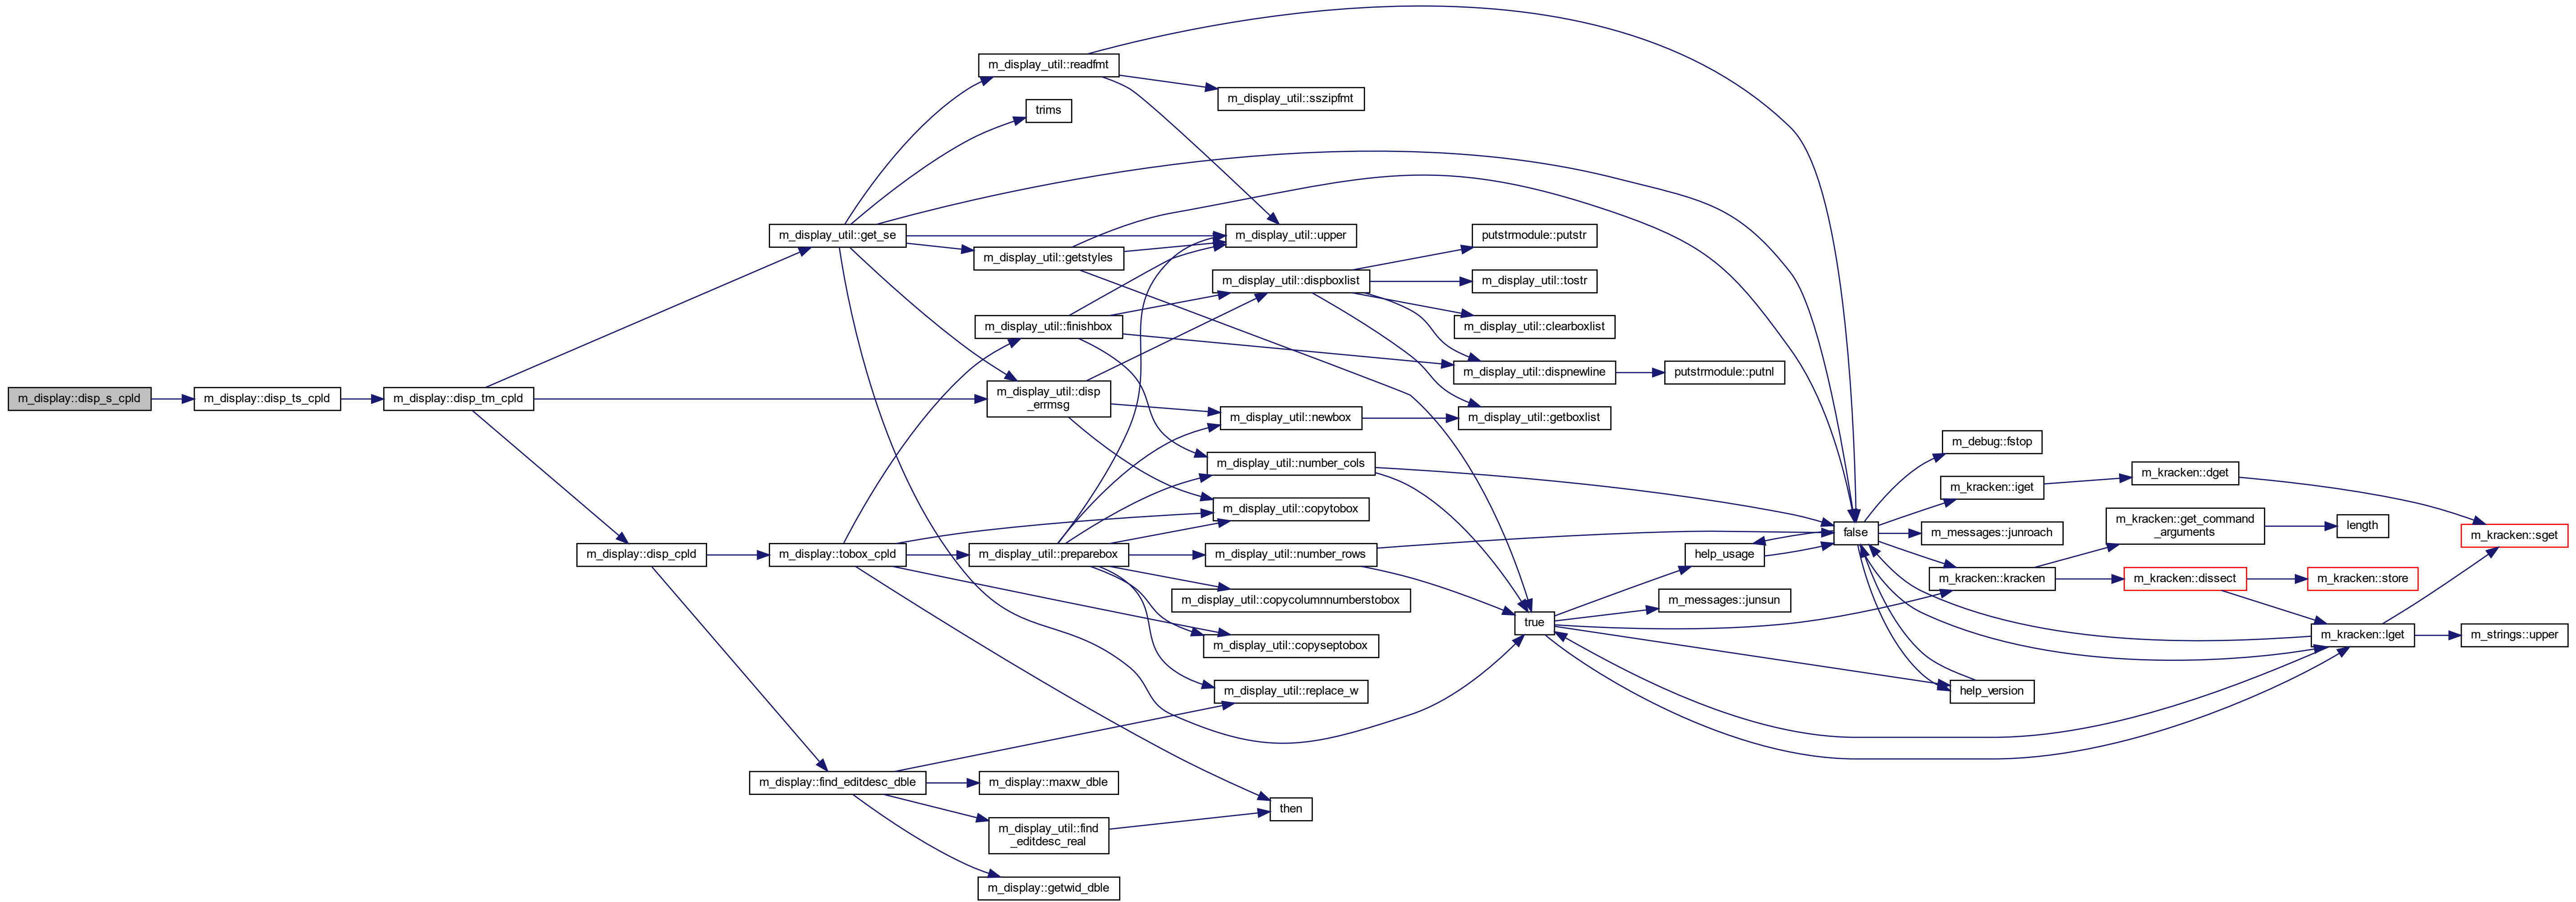 m_display::disp_s_cpld
m_display::disp_ts_cpld
m_display::disp_tm_cpld
m_display_util::get_se
m_display::disp_cpld
m_display_util::readfmt
trims
m_display_util::getstyles
m_display_util::finishbox
m_display_util::disp
_errmsg
m_display::tobox_cpld
m_display_util::preparebox
m_display::find_editdesc_dble
m_display::maxw_dble
m_display_util::find
_editdesc_real
m_display::getwid_dble
m_display_util::sszipfmt
m_display_util::upper
m_display_util::dispboxlist
m_display_util::newbox
m_display_util::number_cols
m_display_util::copytobox
m_display_util::number_rows
m_display_util::copycolumnnumberstobox
m_display_util::copyseptobox
m_display_util::replace_w
then
putstrmodule::putstr
m_display_util::tostr
m_display_util::clearboxlist
m_display_util::dispnewline
m_display_util::getboxlist
putstrmodule::putnl
true
help_usage
m_messages::junsun
false
m_debug::fstop
m_kracken::iget
m_messages::junroach
m_kracken::kracken
help_version
m_kracken::dget
m_kracken::get_command
_arguments
m_kracken::dissect
length
m_kracken::store
m_kracken::lget
m_kracken::sget
m_strings::upper